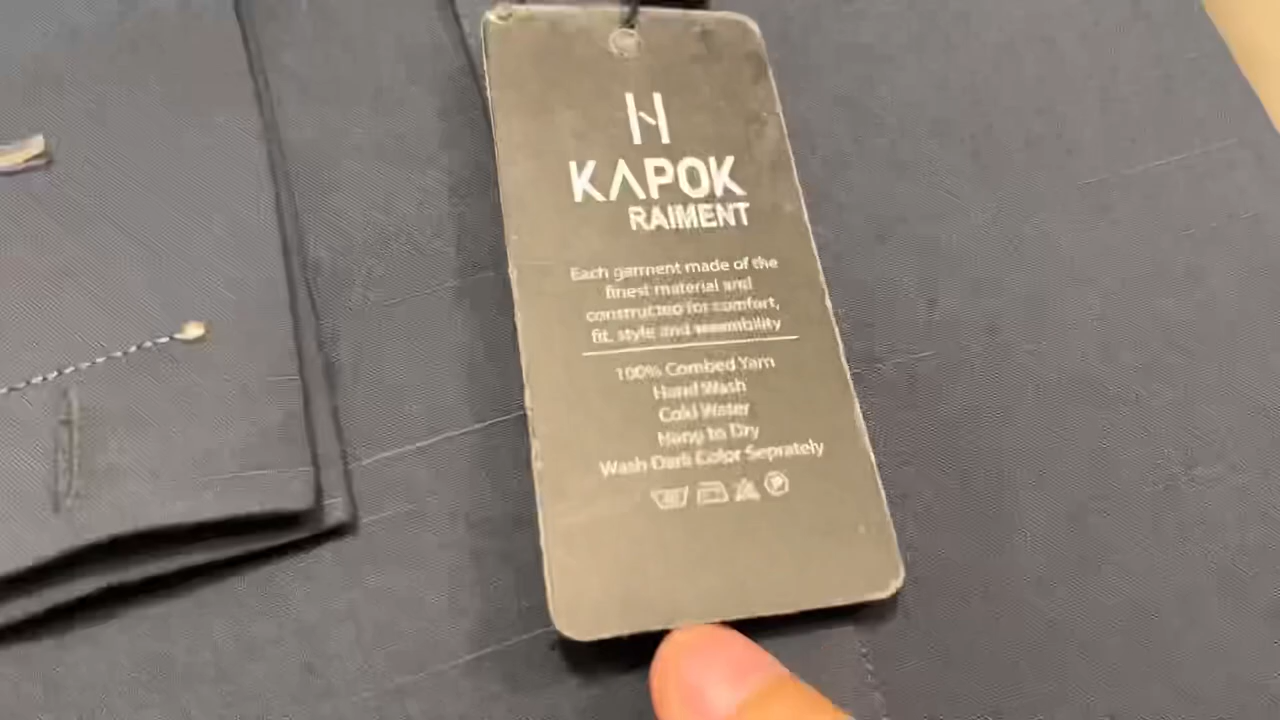 KAPOK
RAIMENT
Each garment made of the
finest material and
constructed for comfort,
fit, style and wearability
100% Combed Yarn
Hand Wash
Cold Water
Hang to Dry
Wash Dark Color Seprately